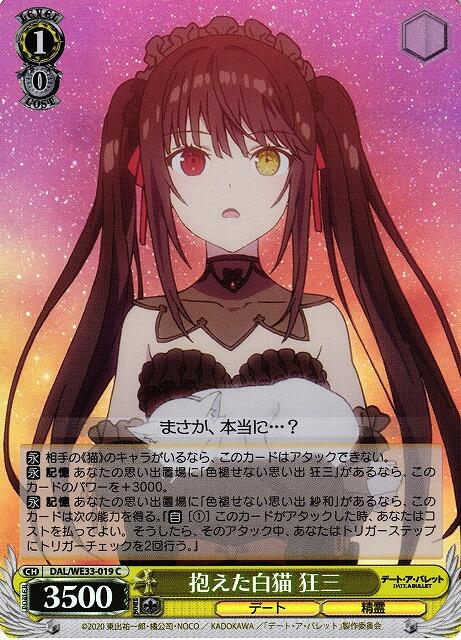 LEVEL
1
0
COST
まさか、本当に…?
永 相手の《猫》のキャラがいるなら、このカードはアタックできない。
永 記憶 あなたの思い出置場に「色褪せない思い出 狂三」があるなら、この
カードのパワーを+3000。
永 記憶 あなたの思い出置場に「色褪せない思い出 紗和」があるなら、この
カードは次の能力を得る。『自 [①] このカードがアタックした時、あなたはコ
ストを払ってよい。そうしたら、そのアタック中、あなたはトリガーステップ
にトリガーチェックを2回行う。』
CH DAL/WE33-019 C
POWER
3500
SOUL
抱えた白猫 狂三
デート・ア・バレット
DATE A BULLET
デート
精霊
©2020 東出祐一郎・橘公司・NOCO / KADOKAWA /「デート・ア・バレット」製作委員会